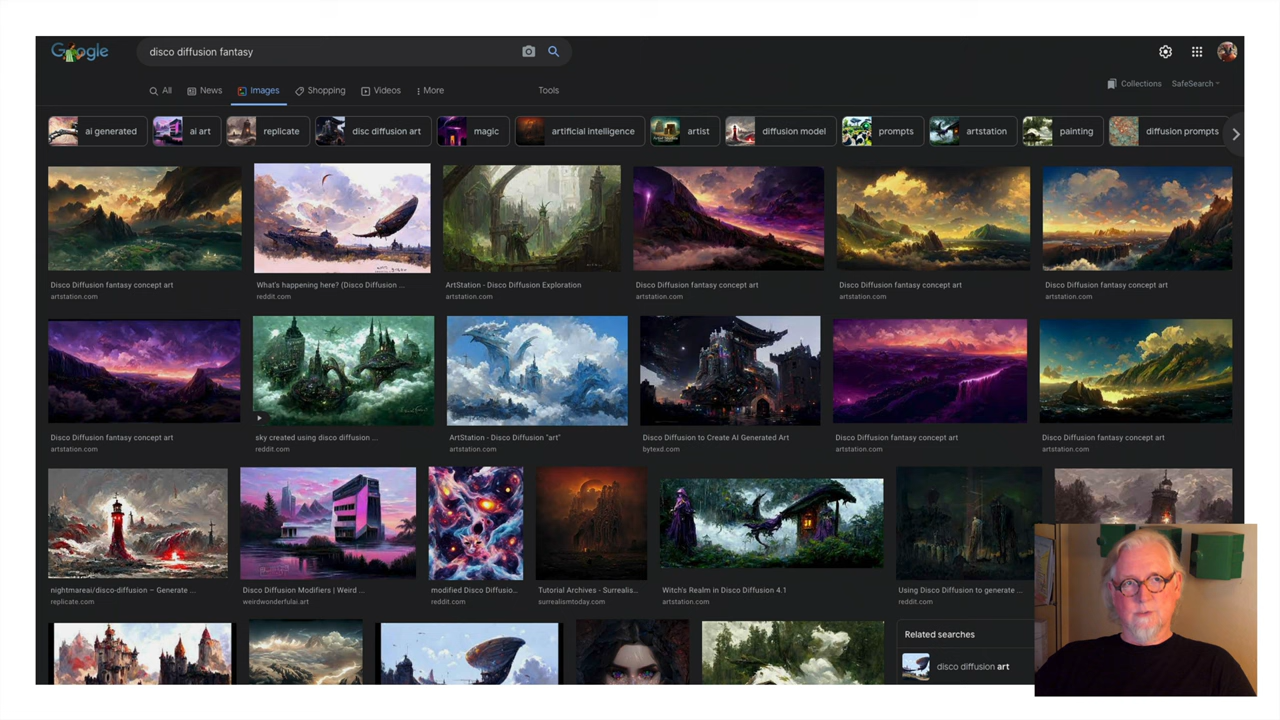 Google
disco diffusion fantasy
All
News
Images
Shopping
Videos
More
Tools
Collections
SafeSearch
ai generated
ai art
replicate
disc diffusion art
magic
artificial intelligence
artist
diffusion model
prompts
artstation
painting
diffusion prompts
Disco Diffusion fantasy concept art
artstation.com
What's happening here? (Disco Diffusion ...
reddit.com
ArtStation - Disco Diffusion Exploration
artstation.com
Disco Diffusion fantasy concept art
artstation.com
Disco Diffusion fantasy concept art
artstation.com
Disco Diffusion fantasy concept art
artstation.com
Disco Diffusion fantasy concept art
artstation.com
sky created using disco diffusion ...
reddit.com
ArtStation - Disco Diffusion "art"
artstation.com
Disco Diffusion to Create AI Generated Art
bytexd.com
Disco Diffusion fantasy concept art
artstation.com
Disco Diffusion fantasy concept art
artstation.com
nightmareai/disco-diffusion – Generate ...
replicate.com
Disco Diffusion Modifiers | Weird ...
weirdwonderfulai.art
modified Disco Diffusio...
reddit.com
Tutorial Archives - Surrealis...
surrealismtoday.com
Witch's Realm in Disco Diffusion 4.1
artstation.com
Using Disco Diffusion to generate ...
reddit.com
Related searches
disco diffusion art